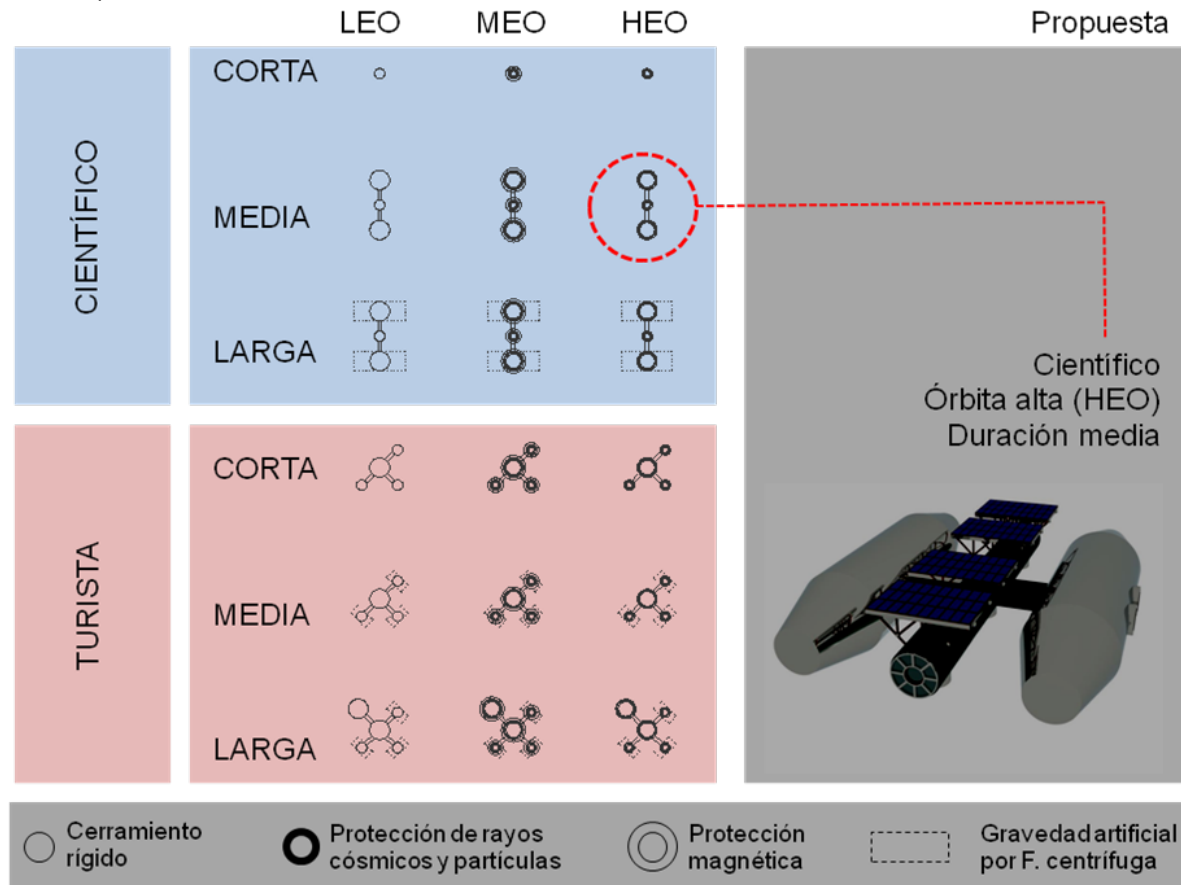 LEO MEO HEO Propuesta
CIENTÍFICO
CORTA
MEDIA
LARGA
Científico
Órbita alta (HEO)
Duración media
TURISTA
CORTA
MEDIA
LARGA
Cerramiento
rígido
Protección de rayos
cósmicos y partículas
Protección
magnética
Gravedad artificial
por F. centrífuga